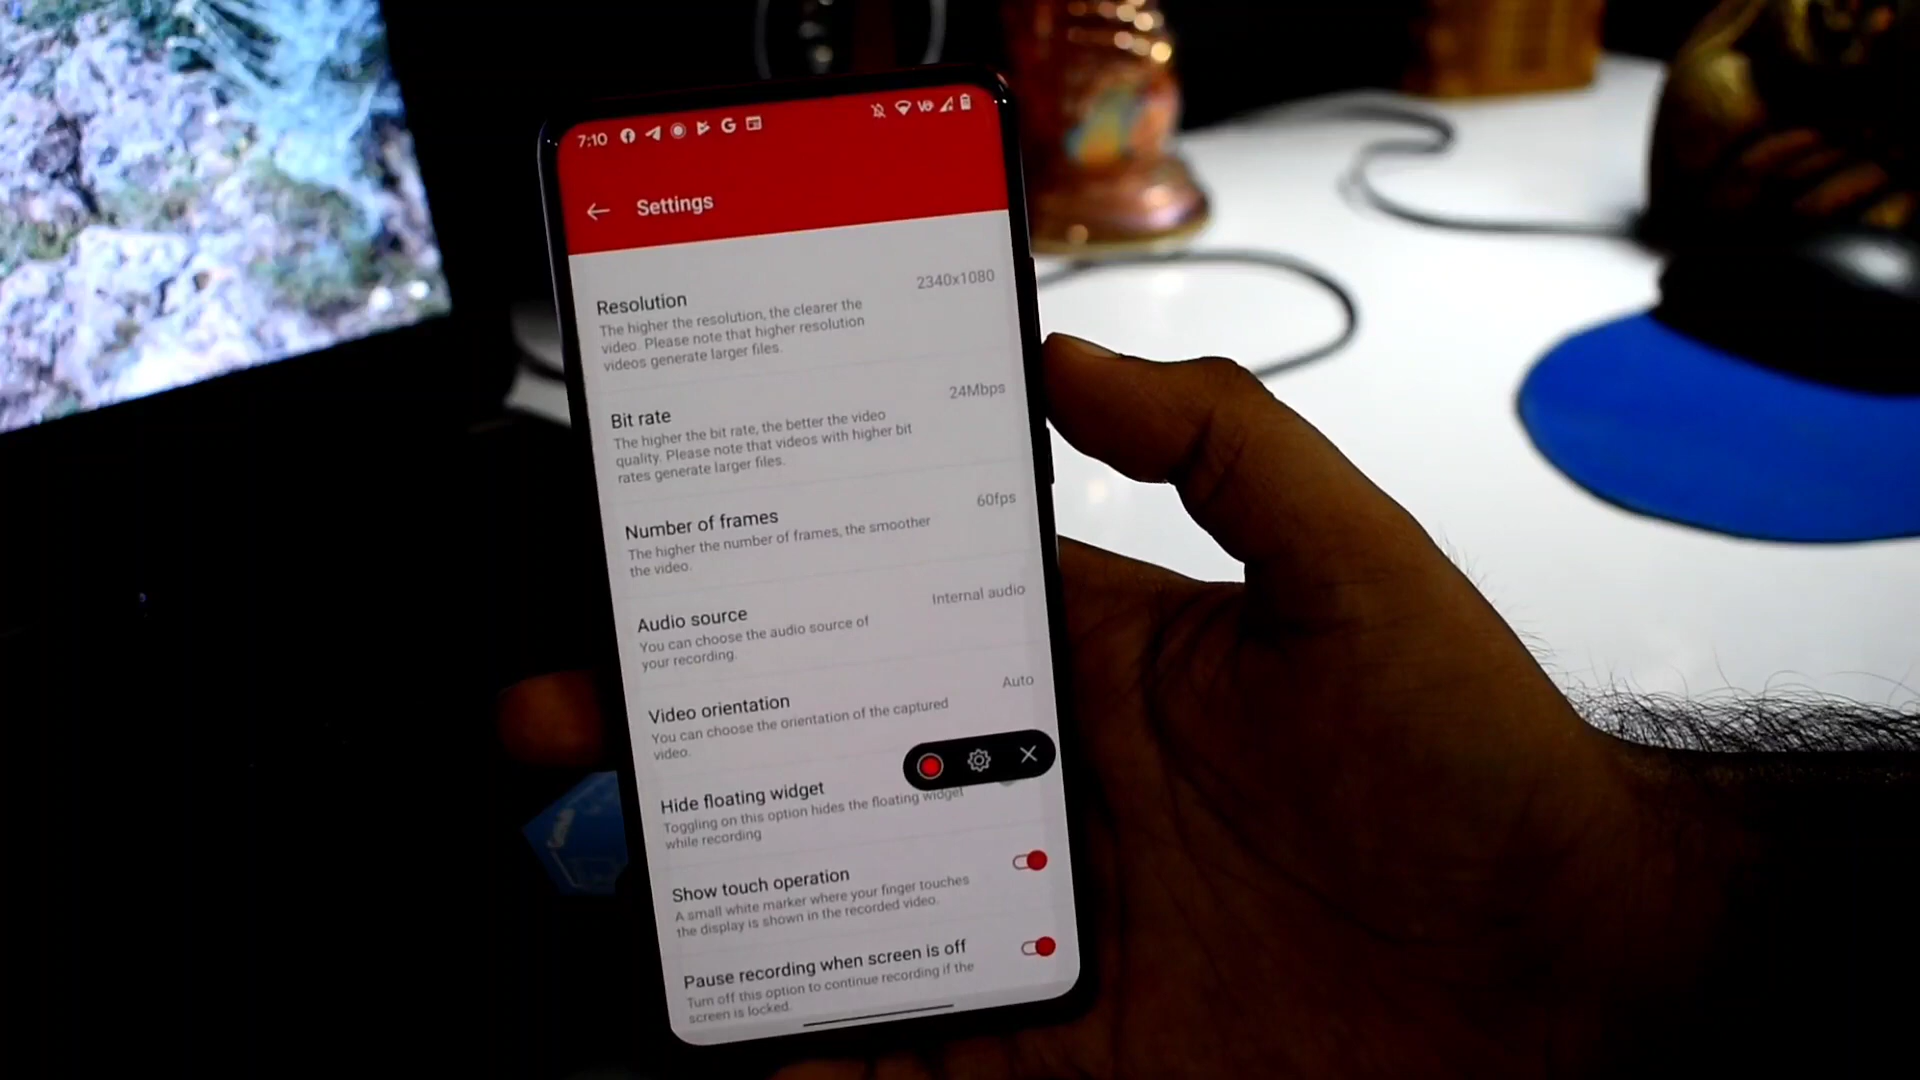 7:10
Settings
Resolution
2340x1080
The higher the resolution, the clearer the
video. Please note that higher resolution
videos generate larger files.
Bit rate
24Mbps
The higher the bit rate, the better the video
quality. Please note that videos with higher bit
rates generate larger files.
Number of frames
60fps
The higher the number of frames, the smoother
the video.
Audio source
Internal audio
You can choose the audio source of
your recording.
Video orientation
Auto
You can choose the orientation of the captured
video.
Hide floating widget
Toggling on this option hides the floating widget
while recording
Show touch operation
A small white marker where your finger touches
the display is shown in the recorded video.
Pause recording when screen is off
Turn off this option to continue recording if the
screen is locked.